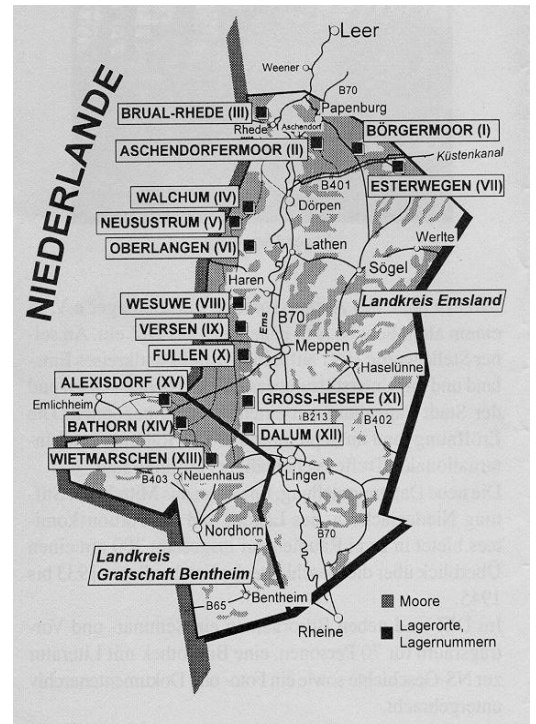 Leer
Weener
B70
BRUAL-RHEDE (III)
Papenburg
Rhede
Aschendorf
BÖRGERMOOR (I)
ASCHENDORFERMOOR (II)
Küstenkanal
B401
ESTERWEGEN (VII)
WALCHUM (IV)
Dörpen
NEUSUSTRUM (V)
OBERLANGEN (VI)
Lathen
Werlte
Sögel
Haren
Landkreis Emsland
WESUWE (VIII)
Ems
B70
VERSEN (IX)
Meppen
FULLEN (X)
Haselünne
ALEXISDORF (XV)
Emlichheim
GROSS-HESEPE (XI)
BATHORN (XIV)
B213
B402
DALUM (XII)
WIETMARSCHEN (XIII)
B403
Neuenhaus
Lingen
Nordhorn
B70
Landkreis
Grafschaft Bentheim
B65
Bentheim
Rheine
NIEDERLANDE
Moore
Lagerorte,
Lagernummern